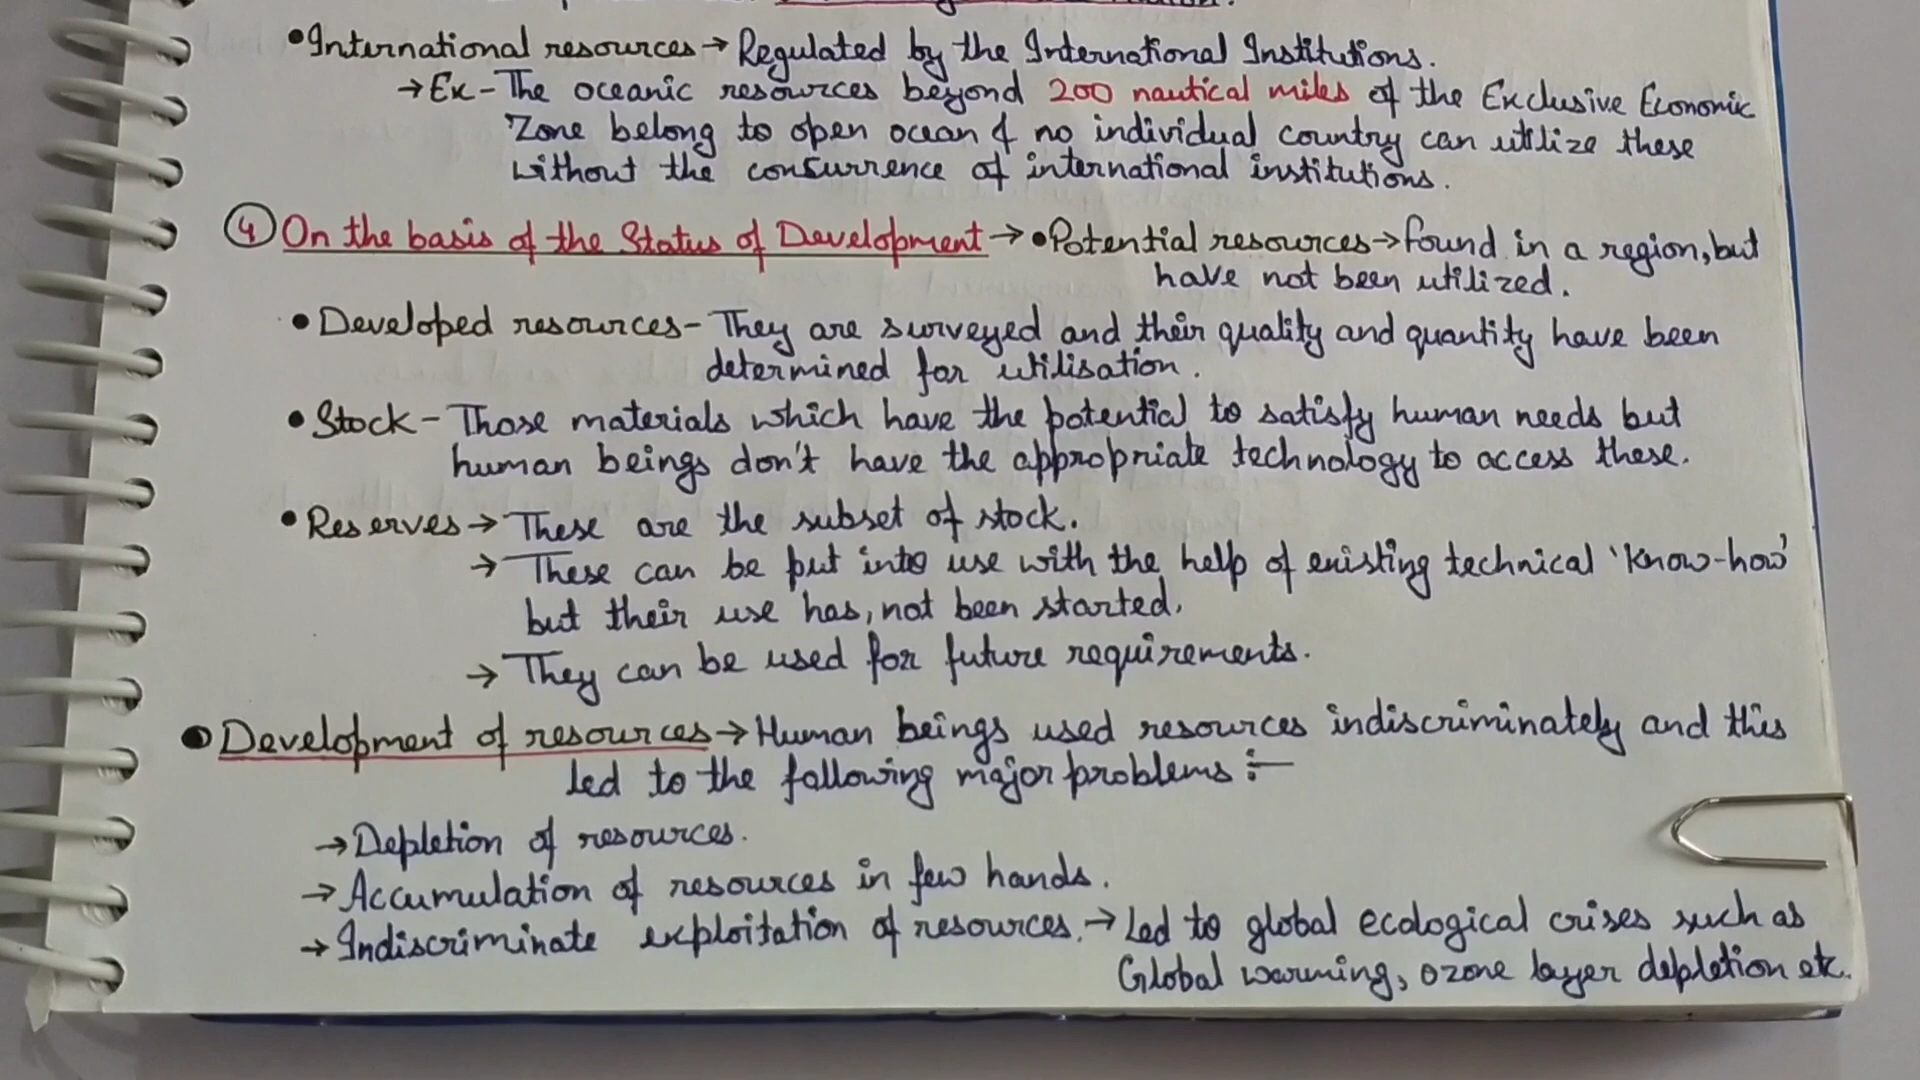 •International resources→Regulated by the International Institutions.
→Ex-The oceanic resources beyond 200 nautical miles of the Exclusive Economic
Zone belong to open ocean & no individual country can utilize these
without the concurrence of international institutions.
④ On the basis of the Status of Development→•Potential resources→found in a region, but
have not been utilized.
•Developed resources-They are surveyed and their quality and quantity have been
determined for utilisation.
•Stock-Those materials which have the potential to satisfy human needs but
human beings don't have the appropriate technology to access these.
•Reserves→These are the subset of stock.
→These can be put into use with the help of existing technical 'know-how'
but their use has, not been started.
→They can be used for future requirements.
•Development of resources→Human beings used resources indiscriminately and this
led to the following major problems:-
→Depletion of resources.
→Accumulation of resources in few hands.
→Indiscriminate exploitation of resources.→Led to global ecological crises such as
Global warming, ozone layer depletion etc.